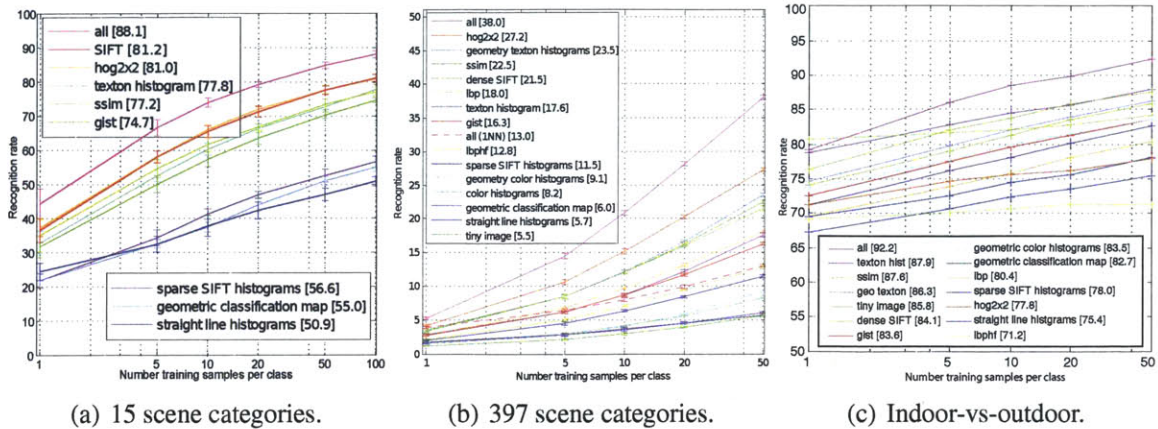 100
90
80
70
60
50
40
30
20
10
0
Recognition rate
all [88.1]
SIFT [81.2]
hog2x2 [81.0]
texton histogram [77.8]
ssim [77.2]
gist [74.7]
sparse SIFT histograms [56.6]
geometric classification map [55.0]
straight line histograms [50.9]
1 5 10 20 50 100
Number training samples per class
(a) 15 scene categories.
50
45
40
35
30
25
20
15
10
5
0
Recognition rate
all [38.0]
hog2x2 [27.2]
geometry texton histograms [23.5]
ssim [22.5]
dense SIFT [21.5]
lbp [18.0]
texton histogram [17.6]
gist [16.3]
all (1NN) [13.0]
lbphf [12.8]
sparse SIFT histograms [11.5]
geometry color histograms [9.1]
color histograms [8.2]
geometric classification map [6.0]
straight line histograms [5.7]
tiny image [5.5]
1 5 10 20 50
Number training samples per class
(b) 397 scene categories.
100
95
90
85
80
75
70
65
60
55
50
Recognition rate
all [92.2]
texton hist [87.9]
ssim [87.6]
geo texton [86.3]
tiny image [85.8]
dense SIFT [84.1]
gist [83.6]
geometric color histograms [83.5]
geometric classification map [82.7]
lbp [80.4]
sparse SIFT histograms [78.0]
hog2x2 [77.8]
straight line histgrams [75.4]
lbphf [71.2]
1 5 10 20 50
Number training samples per class
(c) Indoor-vs-outdoor.